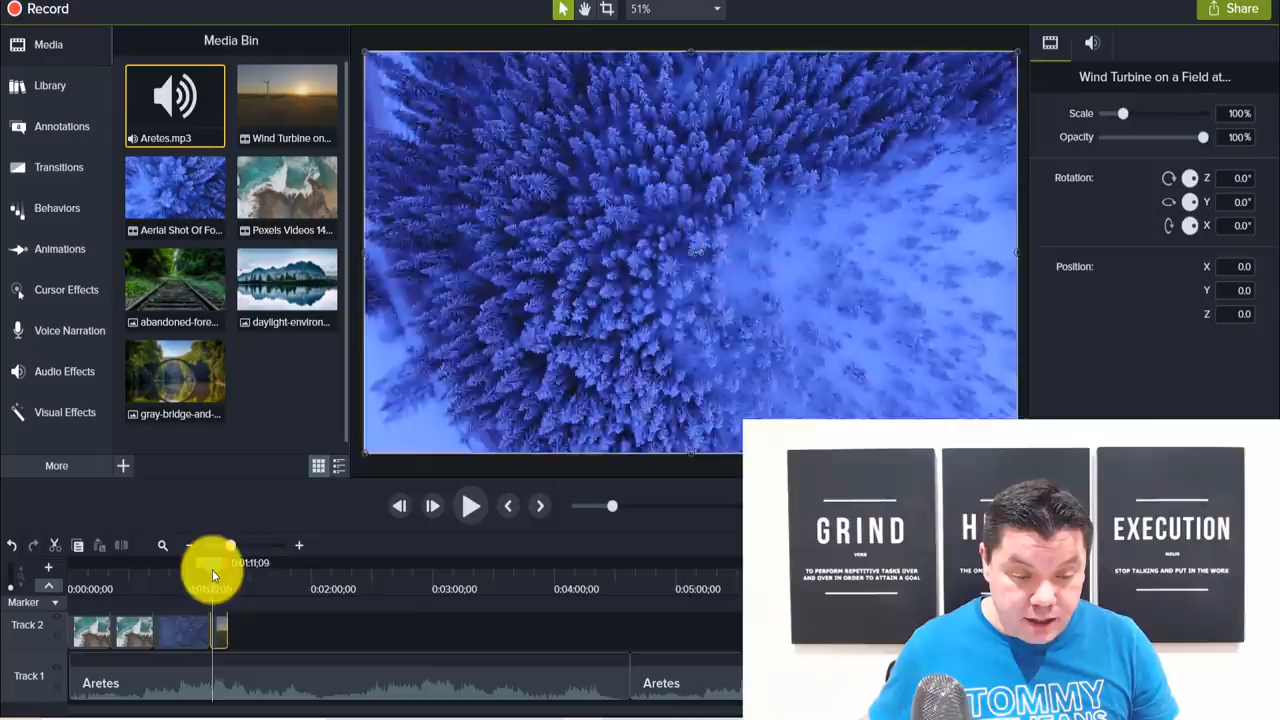 Record
51%
Share
Media
Library
Annotations
Transitions
Behaviors
Animations
Cursor Effects
Voice Narration
Audio Effects
Visual Effects
More
Media Bin
Aretes.mp3
Wind Turbine on...
Aerial Shot Of Fo...
Pexels Videos 14...
abandoned-fore...
daylight-environ...
gray-bridge-and-...
Wind Turbine on a Field at...
Scale 100%
Opacity 100%
Rotation: Z 0.0°
Y 0.0°
X 0.0°
Position: X 0.0
Y 0.0
Z 0.0
0:01:11;09
0:00:00;00 0:02:00;00 0:03:00;00 0:04:00;00 0:05:00;00
Marker
Track 2
Track 1
Aretes Aretes
GRIND
VERB
TO PERFORM REPETITIVE TASKS OVER
AND OVER IN ORDER TO ATTAIN A GOAL
EXECUTION
NOUN
STOP TALKING AND PUT IN THE WORK
TOMMY
JEANS